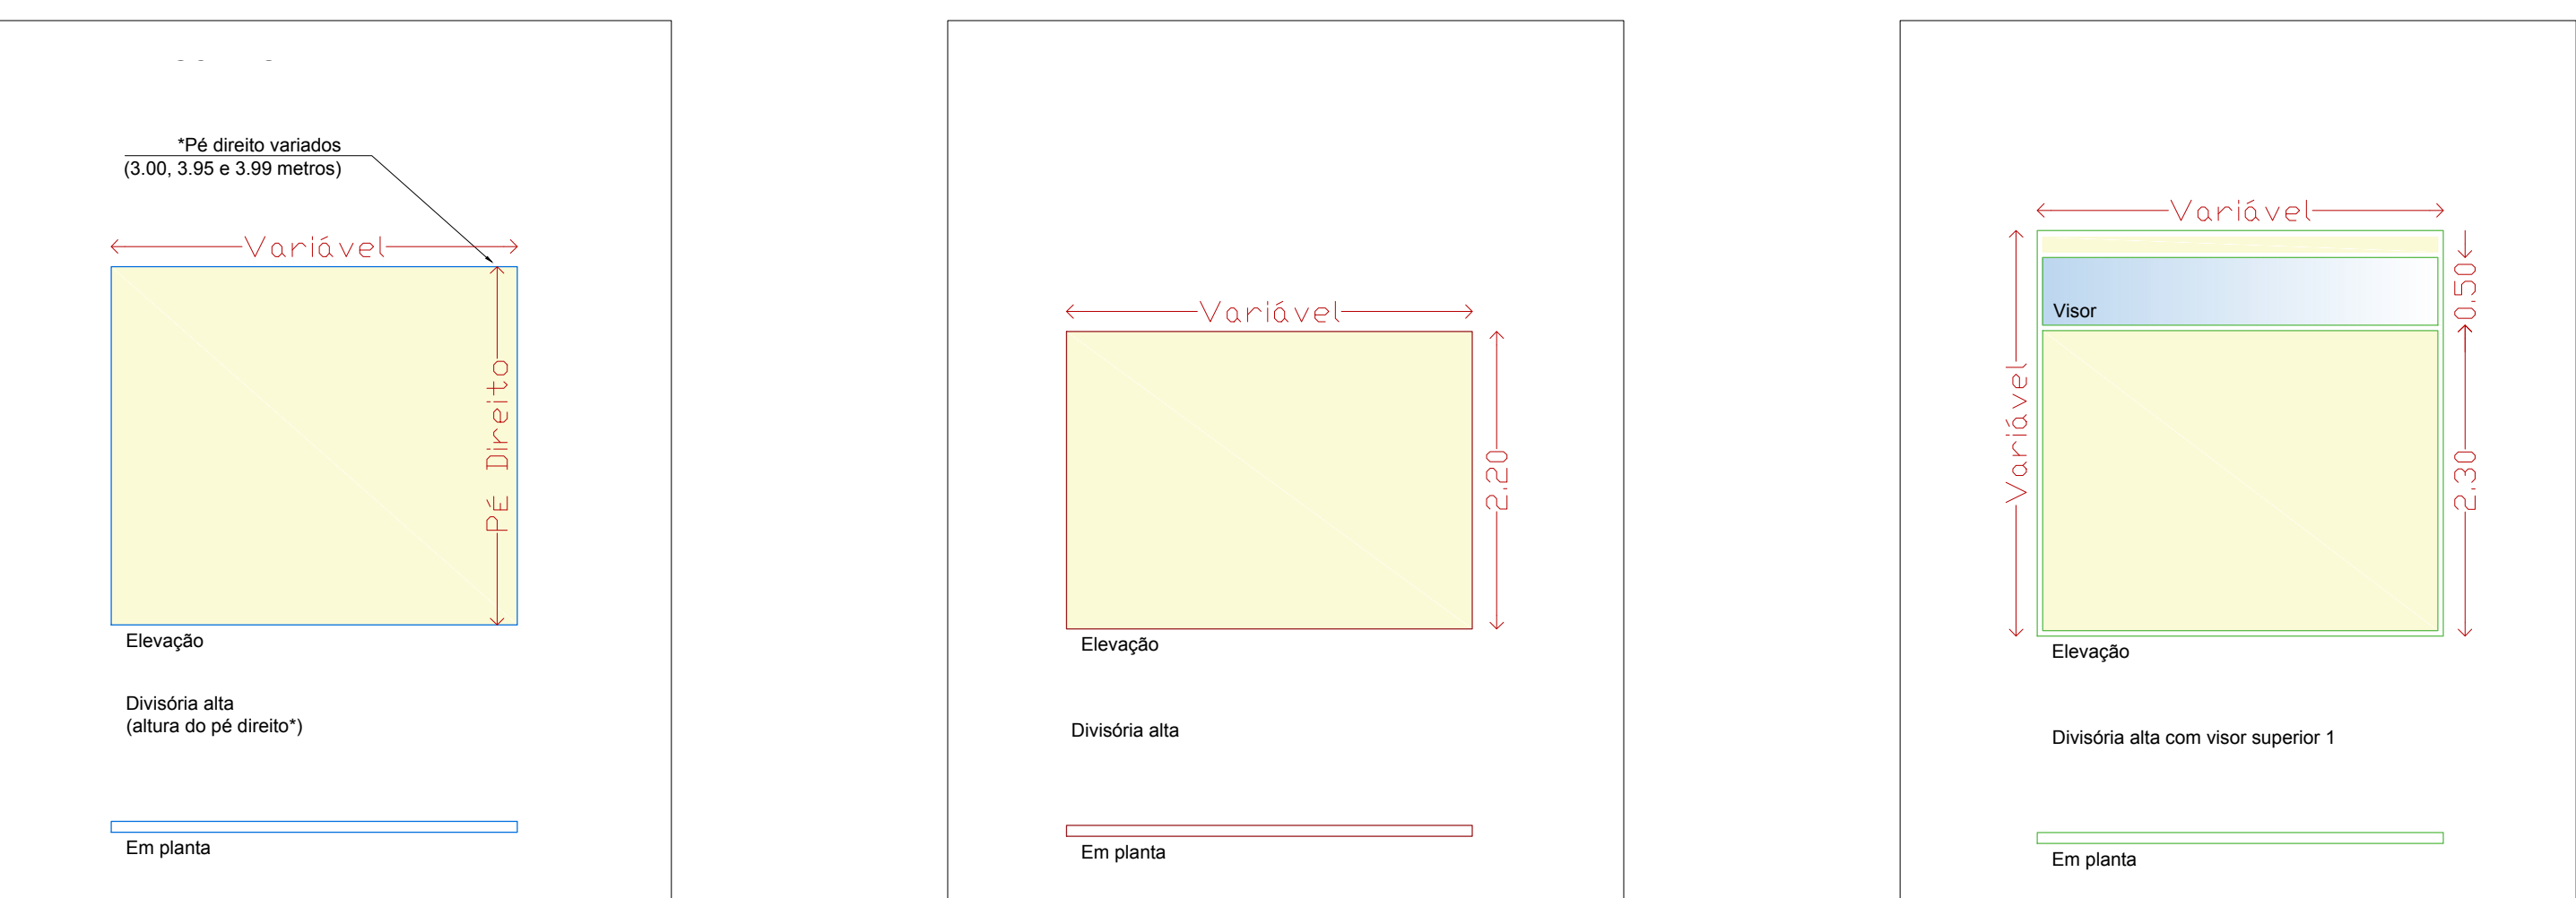 *Pé direito variados
(3.00, 3.95 e 3.99 metros)
Variável
Pé Direito
Elevação
Divisória alta
(altura do pé direito*)
Em planta
Variável
2.20
Elevação
Divisória alta
Em planta
Variável
Variável
0.50
Visor
2.30
Elevação
Divisória alta com visor superior 1
Em planta